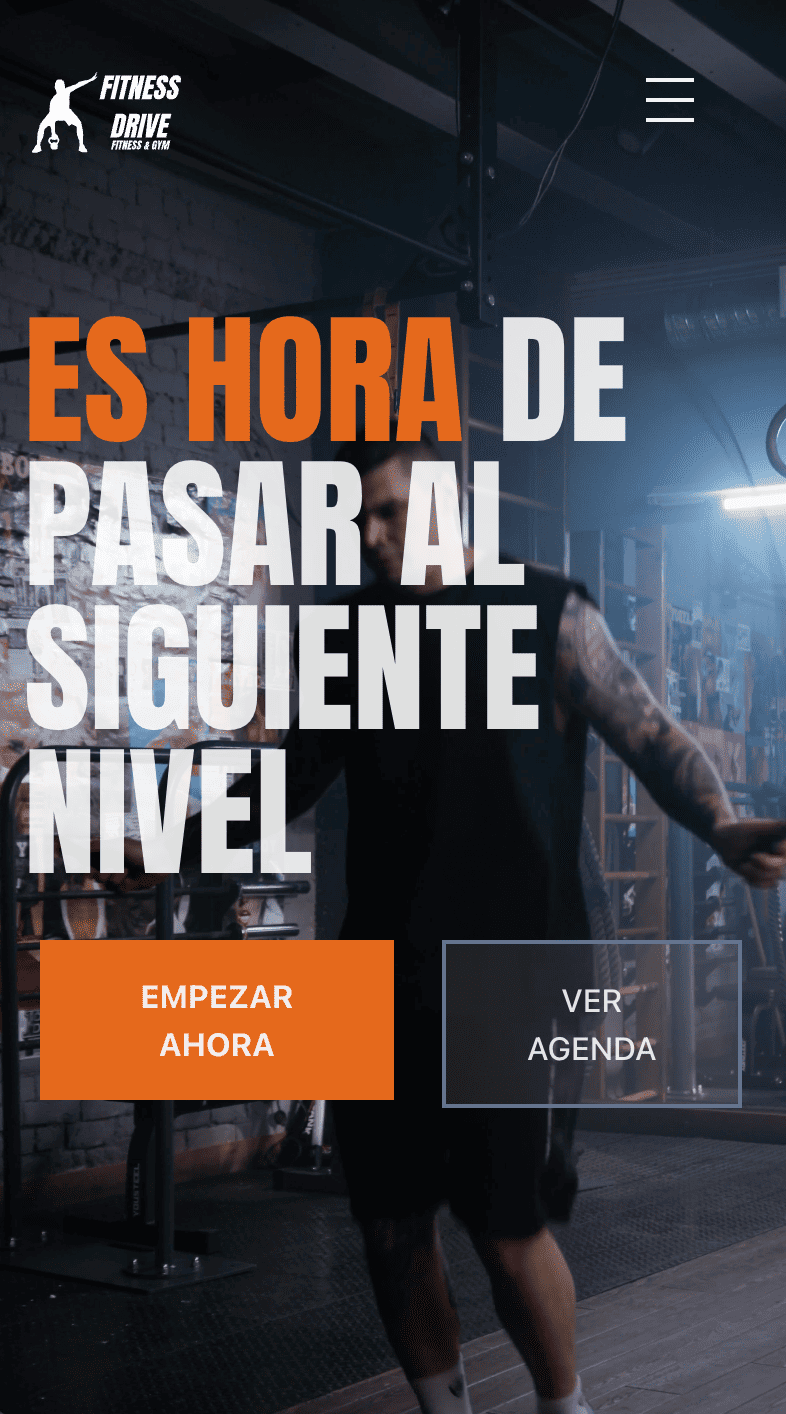 FITNESS
DRIVE
FITNESS & GYM
ES HORA DE
PASAR AL
SIGUIENTE
NIVEL
EMPEZAR
AHORA
VER
AGENDA